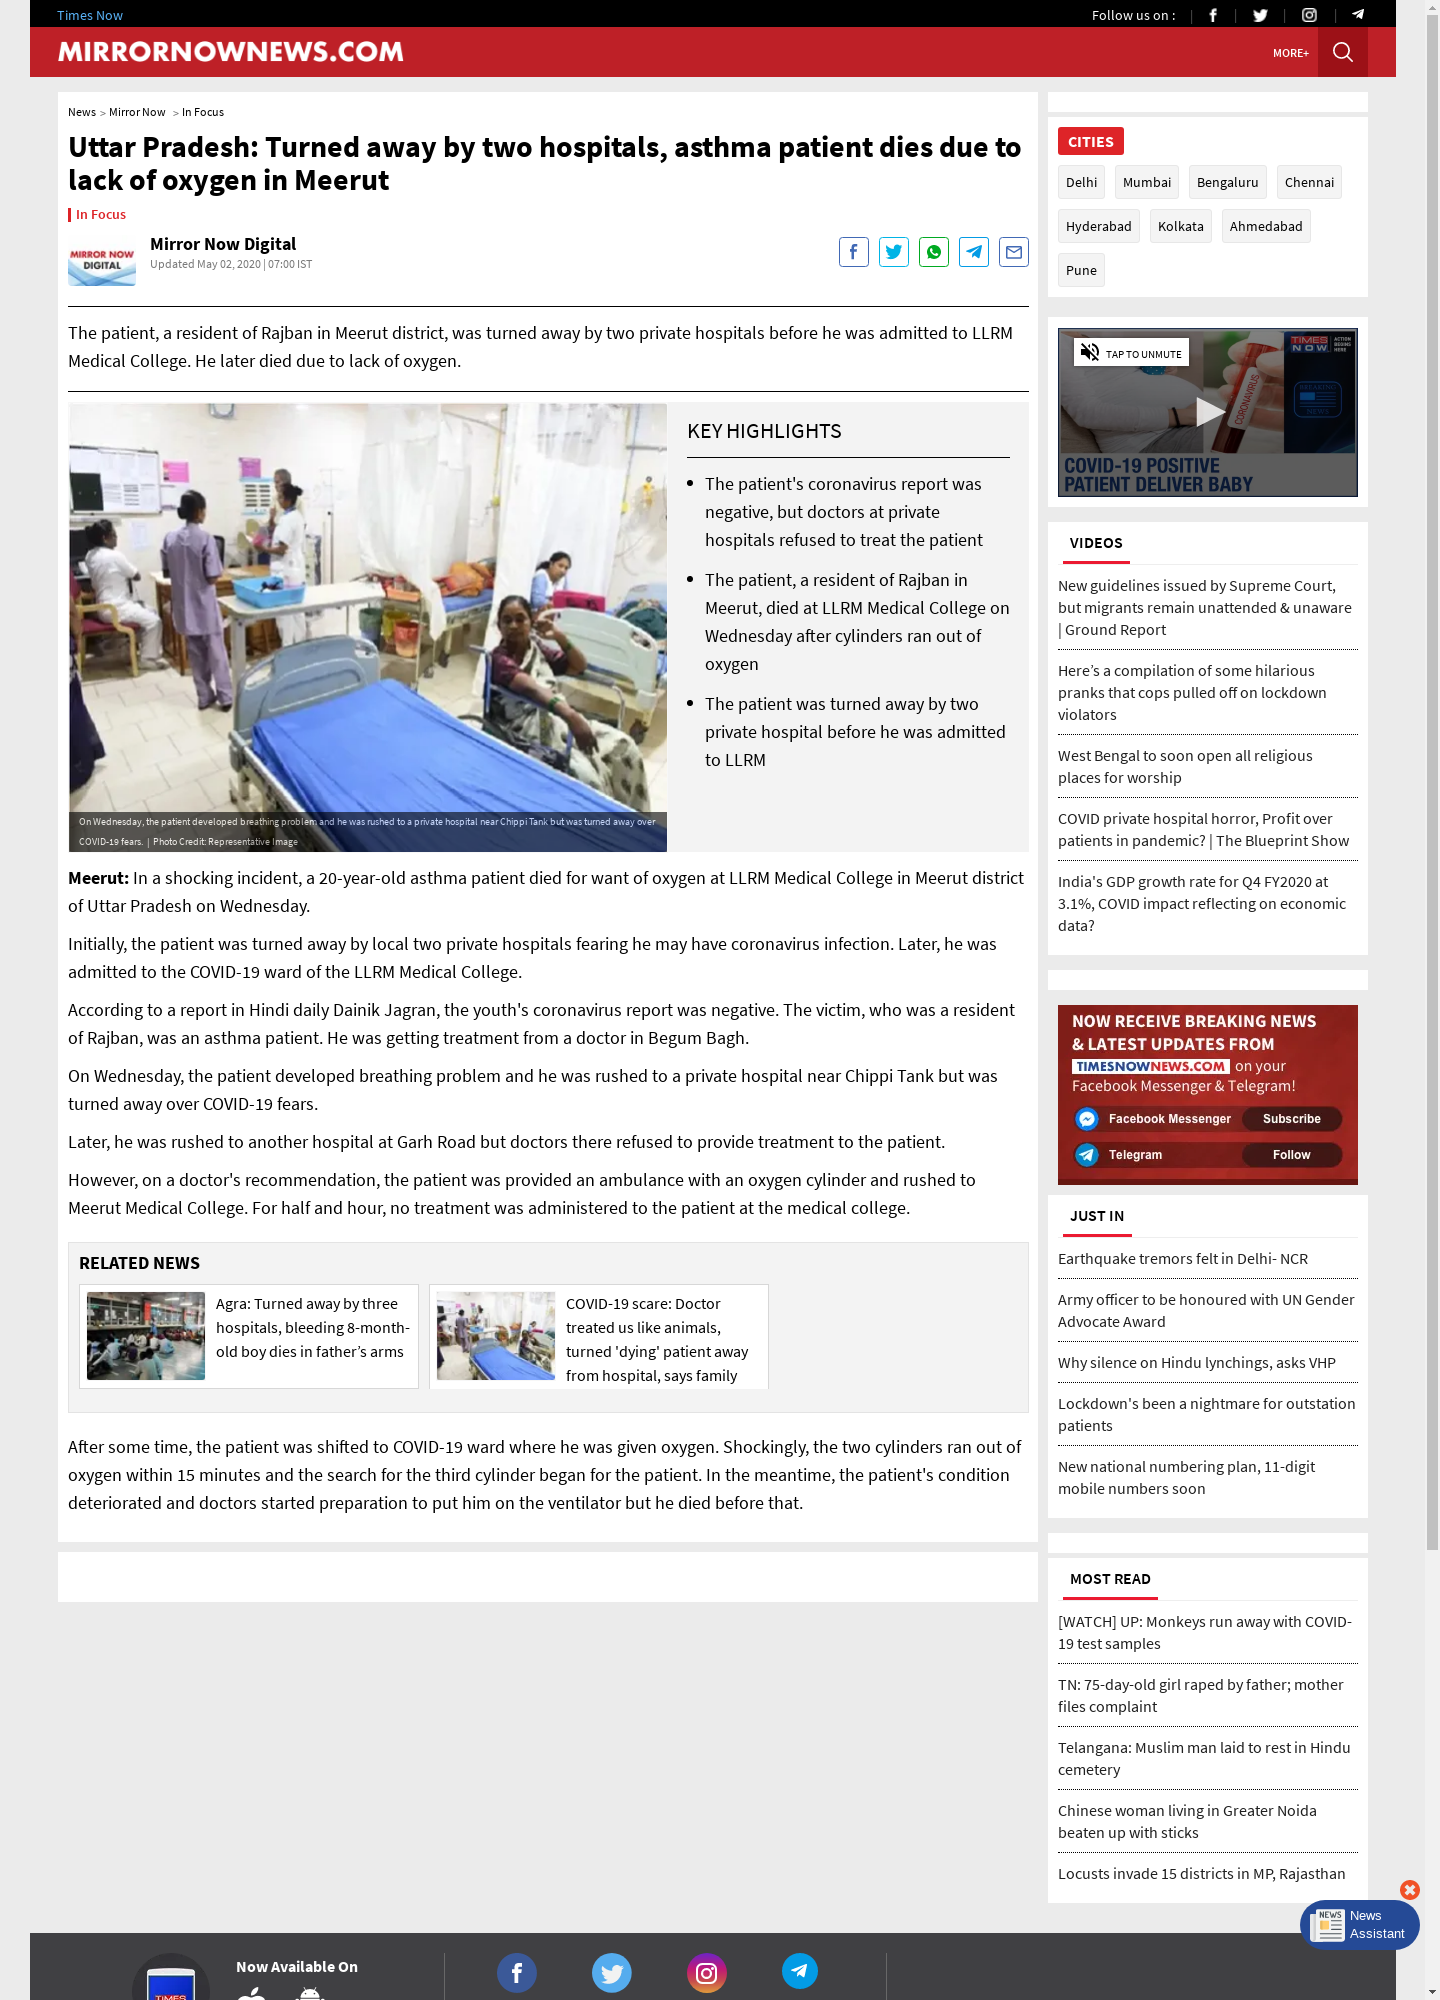 Times Now
Follow us on :
MIRRORNOWNEWS.COM
MORE+
News > Mirror Now > In Focus
Uttar Pradesh: Turned away by two hospitals, asthma patient dies due to
lack of oxygen in Meerut
In Focus
MIRROR NOW
DIGITAL
Mirror Now Digital
Updated May 02, 2020 | 07:00 IST
The patient, a resident of Rajban in Meerut district, was turned away by two private hospitals before he was admitted to LLRM
Medical College. He later died due to lack of oxygen.
On Wednesday, the patient developed breathing problem and he was rushed to a private hospital near Chippi Tank but was turned away over
COVID-19 fears. | Photo Credit: Representative Image
KEY HIGHLIGHTS
The patient's coronavirus report was
negative, but doctors at private
hospitals refused to treat the patient
The patient, a resident of Rajban in
Meerut, died at LLRM Medical College on
Wednesday after cylinders ran out of
oxygen
The patient was turned away by two
private hospital before he was admitted
to LLRM
Meerut: In a shocking incident, a 20-year-old asthma patient died for want of oxygen at LLRM Medical College in Meerut district
of Uttar Pradesh on Wednesday.
Initially, the patient was turned away by local two private hospitals fearing he may have coronavirus infection. Later, he was
admitted to the COVID-19 ward of the LLRM Medical College.
According to a report in Hindi daily Dainik Jagran, the youth's coronavirus report was negative. The victim, who was a resident
of Rajban, was an asthma patient. He was getting treatment from a doctor in Begum Bagh.
On Wednesday, the patient developed breathing problem and he was rushed to a private hospital near Chippi Tank but was
turned away over COVID-19 fears.
Later, he was rushed to another hospital at Garh Road but doctors there refused to provide treatment to the patient.
However, on a doctor's recommendation, the patient was provided an ambulance with an oxygen cylinder and rushed to
Meerut Medical College. For half and hour, no treatment was administered to the patient at the medical college.
RELATED NEWS
Agra: Turned away by three
hospitals, bleeding 8-month-
old boy dies in father’s arms
COVID-19 scare: Doctor
treated us like animals,
turned 'dying' patient away
from hospital, says family
After some time, the patient was shifted to COVID-19 ward where he was given oxygen. Shockingly, the two cylinders ran out of
oxygen within 15 minutes and the search for the third cylinder began for the patient. In the meantime, the patient's condition
deteriorated and doctors started preparation to put him on the ventilator but he died before that.
CITIES
Delhi
Mumbai
Bengaluru
Chennai
Hyderabad
Kolkata
Ahmedabad
Pune
TAP TO UNMUTE
TIMES NOW
ACTION BEGINS HERE
CORONAVIRUS
BREAKING NEWS
COVID-19 POSITIVE
PATIENT DELIVER BABY
VIDEOS
New guidelines issued by Supreme Court,
but migrants remain unattended & unaware
| Ground Report
Here’s a compilation of some hilarious
pranks that cops pulled off on lockdown
violators
West Bengal to soon open all religious
places for worship
COVID private hospital horror, Profit over
patients in pandemic? | The Blueprint Show
India's GDP growth rate for Q4 FY2020 at
3.1%, COVID impact reflecting on economic
data?
NOW RECEIVE BREAKING NEWS
& LATEST UPDATES FROM
TIMESNOWNEWS.COM on your
Facebook Messenger & Telegram!
Facebook Messenger Subscribe
Telegram Follow
JUST IN
Earthquake tremors felt in Delhi- NCR
Army officer to be honoured with UN Gender
Advocate Award
Why silence on Hindu lynchings, asks VHP
Lockdown's been a nightmare for outstation
patients
New national numbering plan, 11-digit
mobile numbers soon
MOST READ
[WATCH] UP: Monkeys run away with COVID-
19 test samples
TN: 75-day-old girl raped by father; mother
files complaint
Telangana: Muslim man laid to rest in Hindu
cemetery
Chinese woman living in Greater Noida
beaten up with sticks
Locusts invade 15 districts in MP, Rajasthan
NEWS
News
Assistant
Now Available On
TIMES